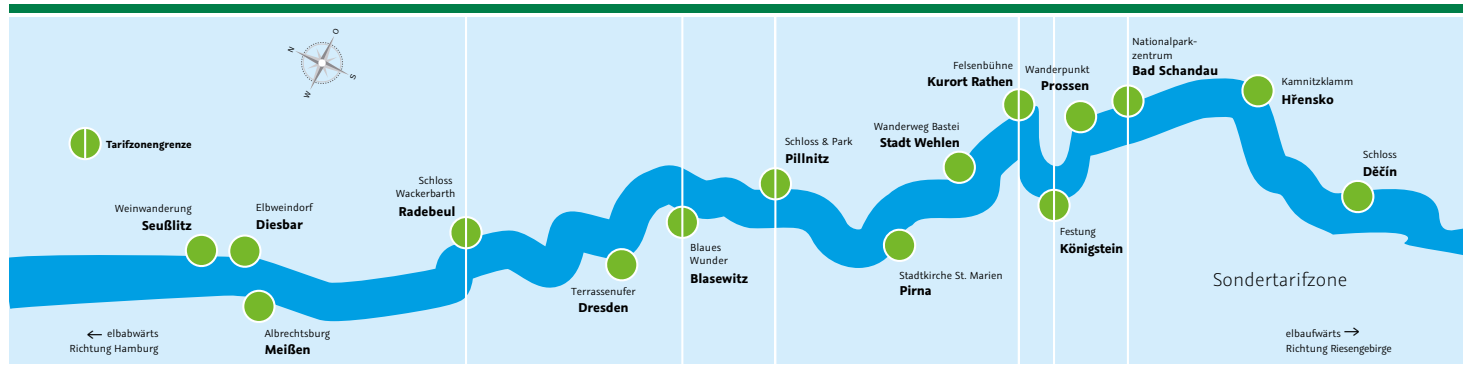 N
O
S
W
Tarifzonengrenze
Weinwanderung
Seußlitz
Elbweindorf
Diesbar
Albrechtsburg
Meißen
← elbabwärts
Richtung Hamburg
Schloss
Wackerbarth
Radebeul
Terrassenufer
Dresden
Blaues
Wunder
Blasewitz
Schloss & Park
Pillnitz
Stadtkirche St. Marien
Pirna
Wanderweg Bastei
Stadt Wehlen
Felsenbühne
Kurort Rathen
Festung
Königstein
Wanderpunkt
Prossen
Nationalpark-
zentrum
Bad Schandau
Kamnitzklamm
Hřensko
Schloss
Děčín
Sondertarifzone
elbaufwärts →
Richtung Riesengebirge